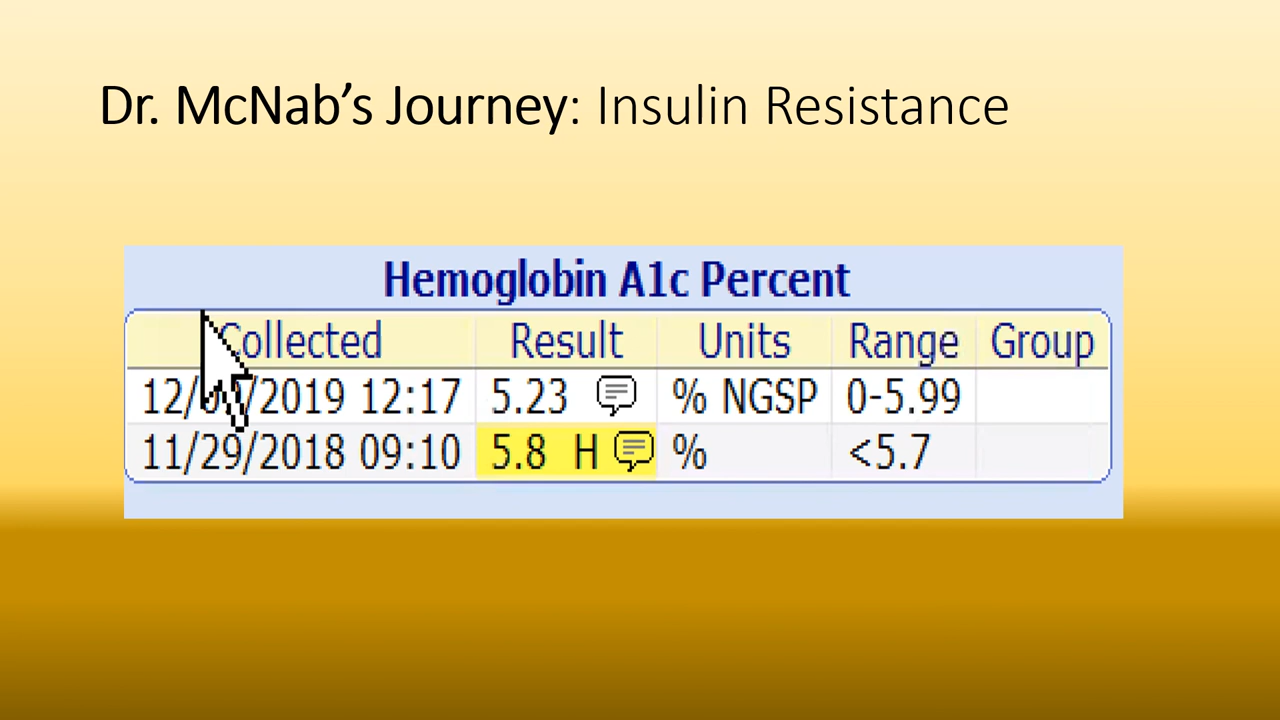 Dr. McNab’s Journey: Insulin Resistance
Hemoglobin A1c Percent
Collected Result Units Range Group
2019 12:17 5.23 % NGSP 0-5.99
11/29/2018 09:10 5.8 H % <5.7